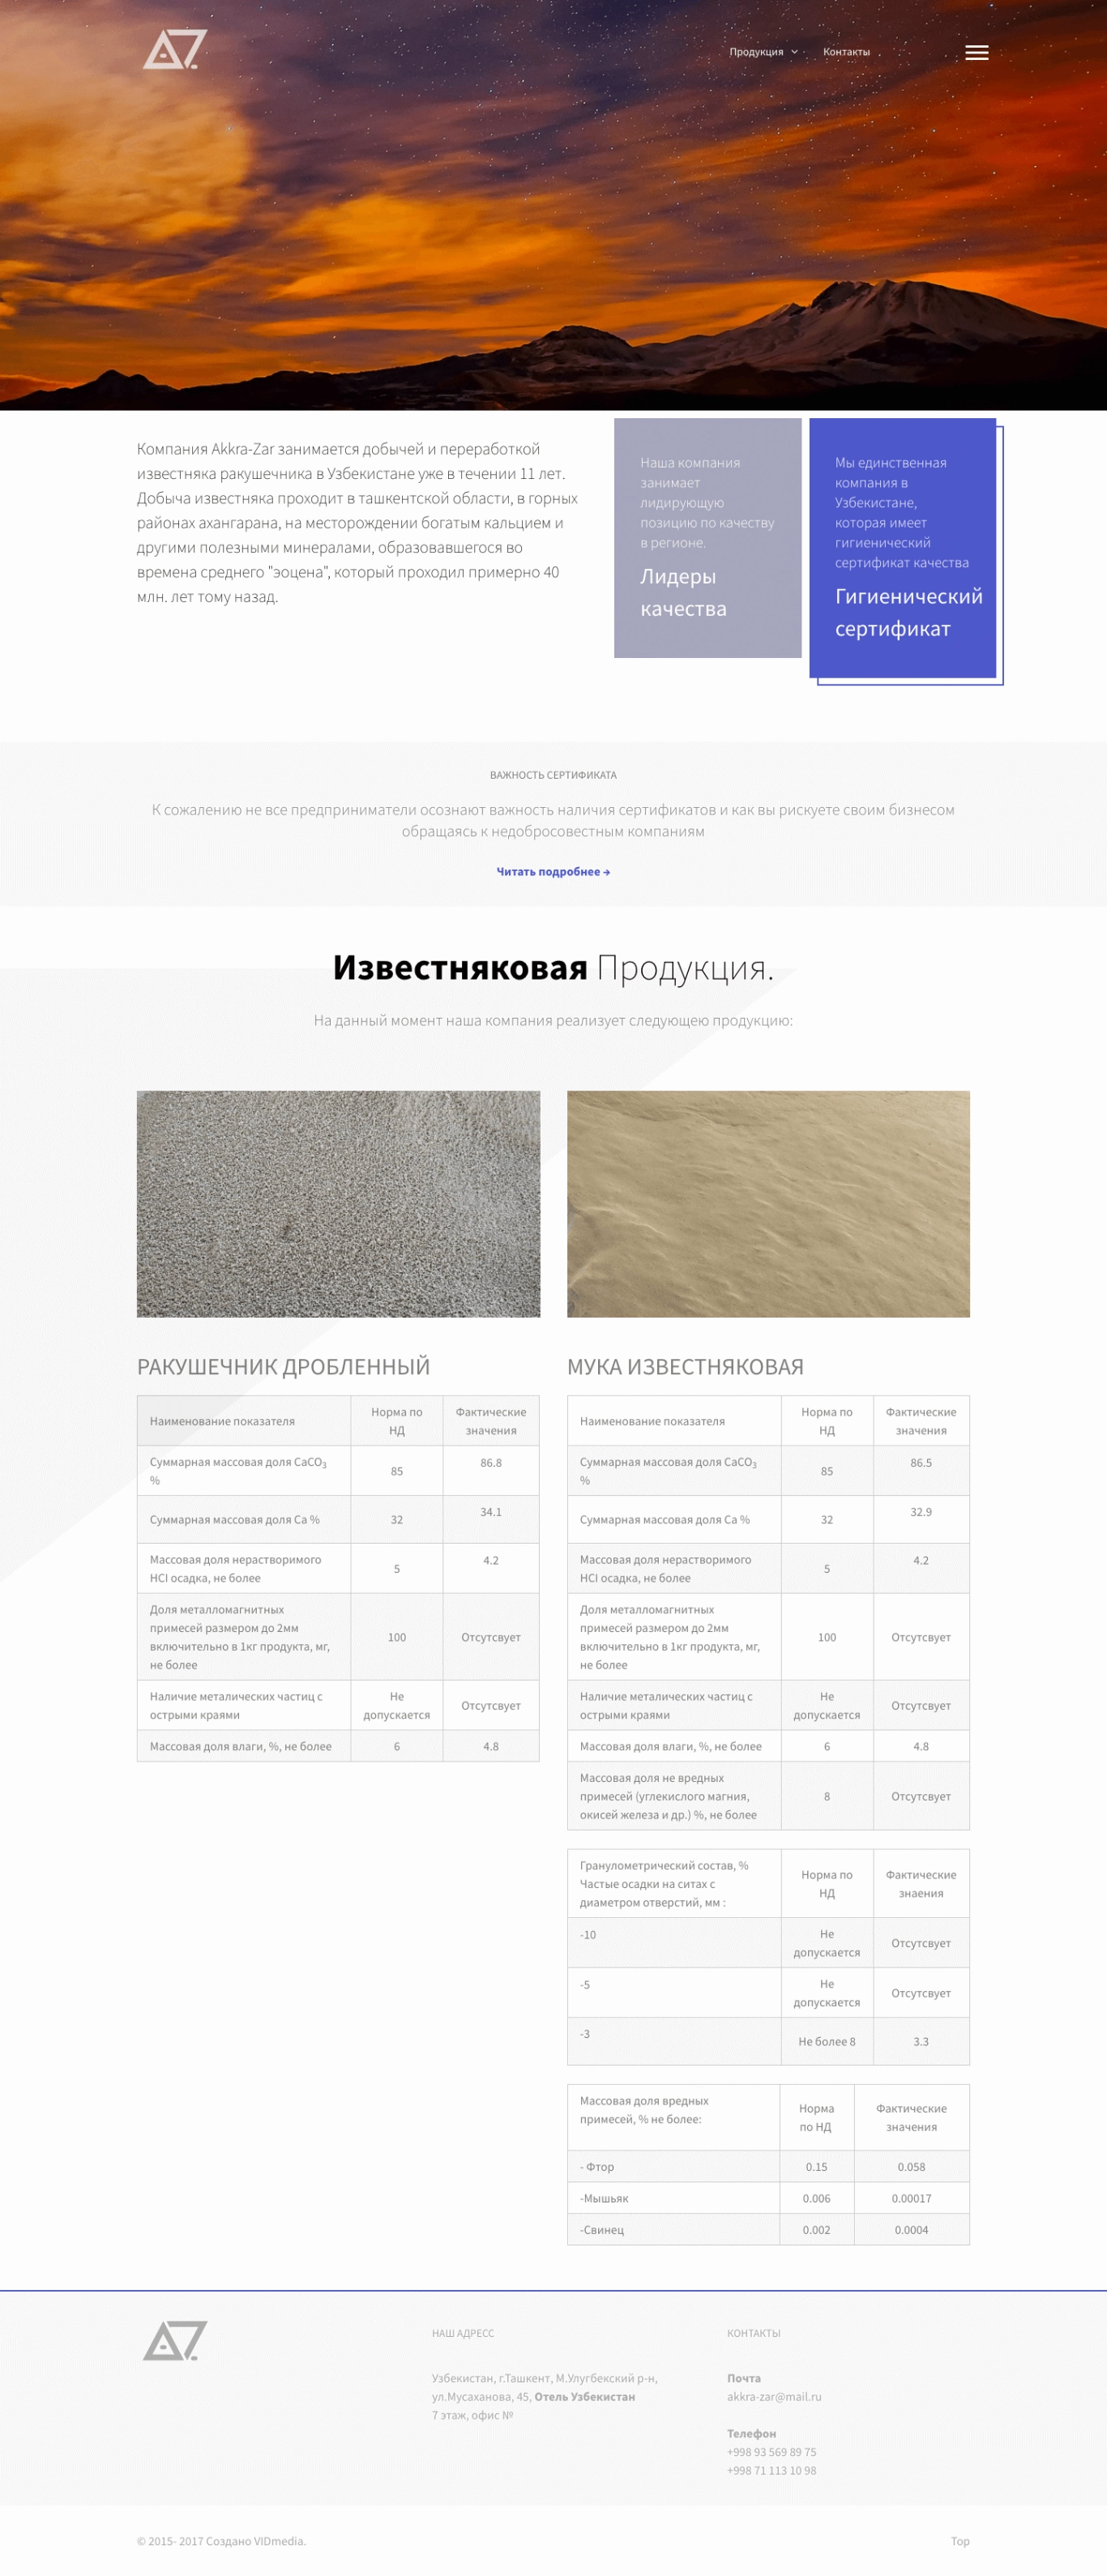 Продукция
Контакты
Компания Akkra-Zar занимается добычей и переработкой
известняка ракушечника в Узбекистане уже в течении 11 лет.
Добыча известняка проходит в ташкентской области, в горных
районах ахангарана, на месторождении богатым кальцием и
другими полезными минералами, образовавшегося во
времена среднего "эоцена", который проходил примерно 40
млн. лет тому назад.
Наша компания
занимает
лидирующую
позицию по качеству
в регионе.
Лидеры
качества
Мы единственная
компания в
Узбекистане,
которая имеет
гигиенический
сертификат качества
Гигиенический
сертификат
ВАЖНОСТЬ СЕРТИФИКАТА
К сожалению не все предприниматели осознают важность наличия сертификатов и как вы рискуете своим бизнесом
обращаясь к недобросовестным компаниям
Читать подробнее →
Известняковая Продукция.
На данный момент наша компания реализует следующею продукцию:
РАКУШЕЧНИК ДРОБЛЕННЫЙ
Наименование показателя
Норма по
НД
Фактические
значения
Суммарная массовая доля CaCO3
%
85
86.8
Суммарная массовая доля Ca %
32
34.1
Массовая доля нерастворимого
HCI осадка, не более
5
4.2
Доля металломагнитных
примесей размером до 2мм
включительно в 1кг продукта, мг,
не более
100
Отсутсвует
Наличие металических частиц с
острыми краями
Не
допускается
Отсутсвует
Массовая доля влаги, %, не более
6
4.8
МУКА ИЗВЕСТНЯКОВАЯ
Наименование показателя
Норма по
НД
Фактические
значения
Суммарная массовая доля CaCO3
%
85
86.5
Суммарная массовая доля Ca %
32
32.9
Массовая доля нерастворимого
HCI осадка, не более
5
4.2
Доля металломагнитных
примесей размером до 2мм
включительно в 1кг продукта, мг,
не более
100
Отсутсвует
Наличие металических частиц с
острыми краями
Не
допускается
Отсутсвует
Массовая доля влаги, %, не более
6
4.8
Массовая доля не вредных
примесей (углекислого магния,
окисей железа и др.) %, не более
8
Отсутсвует
Гранулометрический состав, %
Частые осадки на ситах с
диаметром отверстий, мм :
Норма по
НД
Фактические
знаения
-10
Не
допускается
Отсутсвует
-5
Не
допускается
Отсутсвует
-3
Не более 8
3.3
Массовая доля вредных
примесей, % не более:
Норма
по НД
Фактические
значения
- Фтор
0.15
0.058
-Мышьяк
0.006
0.00017
-Свинец
0.002
0.0004
НАШ АДРЕСС
Узбекистан, г.Ташкент, М.Улугбекский р-н,
ул.Мусаханова, 45, Отель Узбекистан
7 этаж, офис №
КОНТАКТЫ
Почта
akkra-zar@mail.ru
Телефон
+998 93 569 89 75
+998 71 113 10 98
© 2015- 2017 Создано VIDmedia.
Top